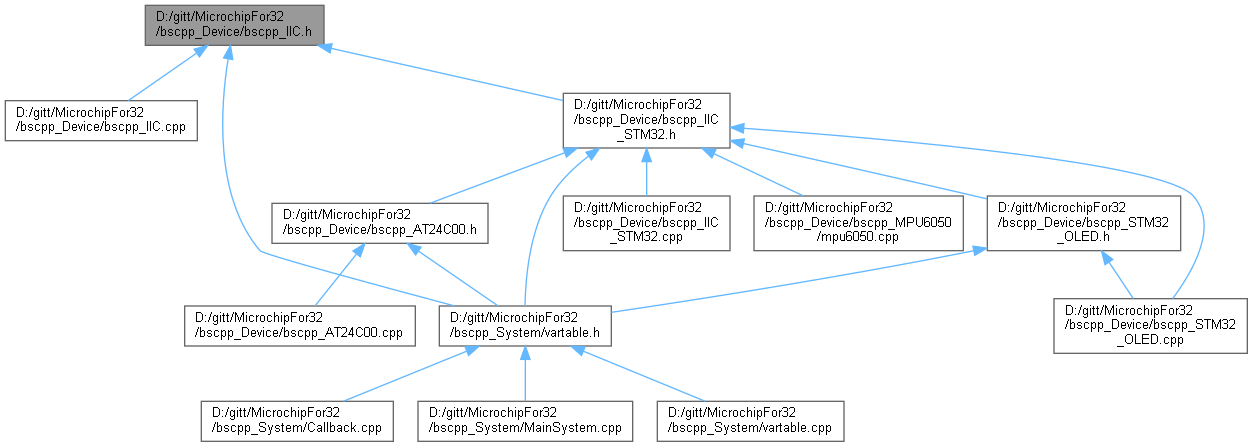 D:/gitt/MicrochipFor32
/bscpp_Device/bscpp_IIC.h
D:/gitt/MicrochipFor32
/bscpp_Device/bscpp_IIC.cpp
D:/gitt/MicrochipFor32
/bscpp_Device/bscpp_IIC
_STM32.h
D:/gitt/MicrochipFor32
/bscpp_Device/bscpp_AT24C00.h
D:/gitt/MicrochipFor32
/bscpp_Device/bscpp_IIC
_STM32.cpp
D:/gitt/MicrochipFor32
/bscpp_Device/bscpp_MPU6050
/mpu6050.cpp
D:/gitt/MicrochipFor32
/bscpp_Device/bscpp_STM32
_OLED.h
D:/gitt/MicrochipFor32
/bscpp_Device/bscpp_AT24C00.cpp
D:/gitt/MicrochipFor32
/bscpp_System/vartable.h
D:/gitt/MicrochipFor32
/bscpp_Device/bscpp_STM32
_OLED.cpp
D:/gitt/MicrochipFor32
/bscpp_System/Callback.cpp
D:/gitt/MicrochipFor32
/bscpp_System/MainSystem.cpp
D:/gitt/MicrochipFor32
/bscpp_System/vartable.cpp